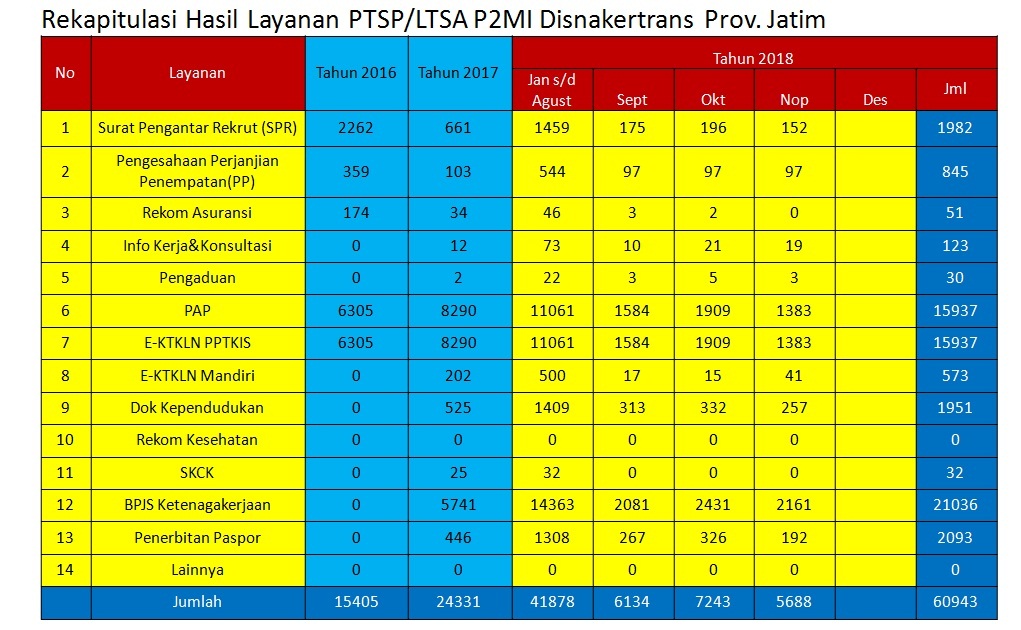 Rekapitulasi Hasil Layanan PTSP/LTSA P2MI Disnakertrans Prov. Jatim
No Layanan Tahun 2016 Tahun 2017 Tahun 2018
Jan s/d Agust Sept Okt Nop Des Jml
1 Surat Pengantar Rekrut (SPR) 2262 661 1459 175 196 152 1982
2 Pengesahaan Perjanjian Penempatan(PP) 359 103 544 97 97 97 845
3 Rekom Asuransi 174 34 46 3 2 0 51
4 Info Kerja&Konsultasi 0 12 73 10 21 19 123
5 Pengaduan 0 2 22 3 5 3 30
6 PAP 6305 8290 11061 1584 1909 1383 15937
7 E-KTKLN PPTKIS 6305 8290 11061 1584 1909 1383 15937
8 E-KTKLN Mandiri 0 202 500 17 15 41 573
9 Dok Kependudukan 0 525 1409 313 332 257 1951
10 Rekom Kesehatan 0 0 0 0 0 0 0
11 SKCK 0 25 32 0 0 0 32
12 BPJS Ketenagakerjaan 0 5741 14363 2081 2431 2161 21036
13 Penerbitan Paspor 0 446 1308 267 326 192 2093
14 Lainnya 0 0 0 0 0 0 0
Jumlah 15405 24331 41878 6134 7243 5688 60943